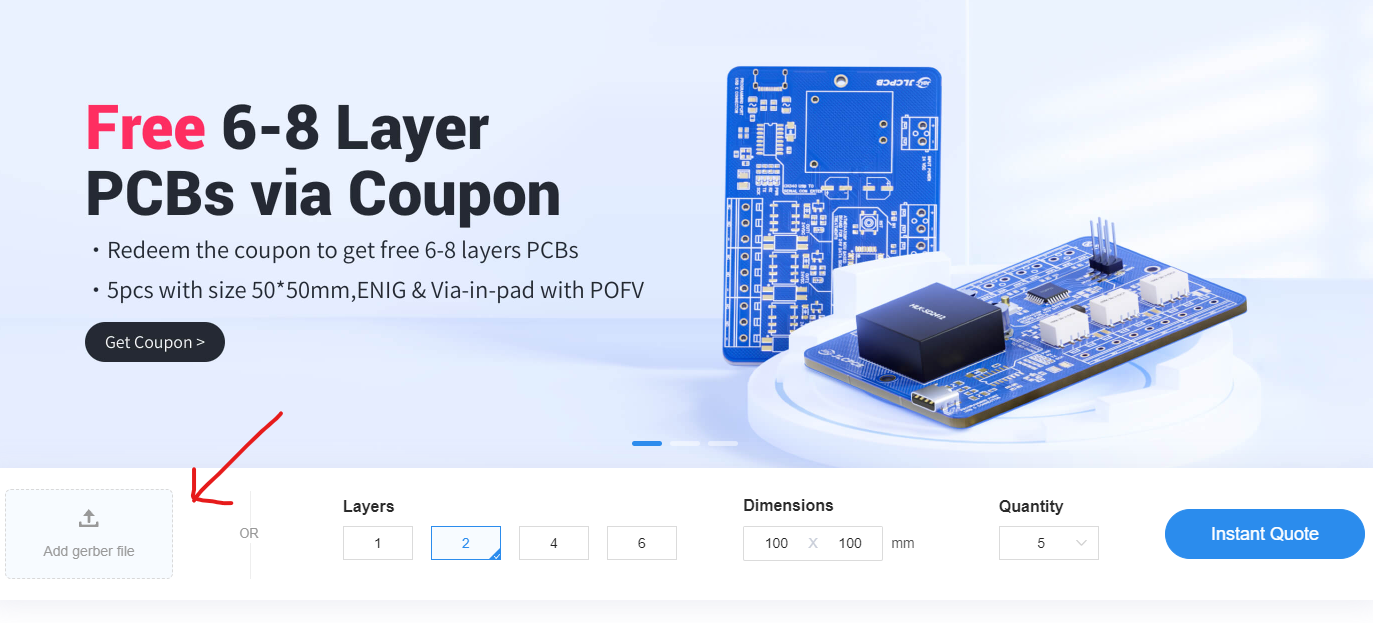 Free 6-8 Layer
PCBs via Coupon
• Redeem the coupon to get free 6-8 layers PCBs
• 5pcs with size 50*50mm,ENIG & Via-in-pad with POFV
Get Coupon >
JLCPCB
JLCPCB
Add gerber file
OR
Layers
1
2
4
6
Dimensions
100 X 100 mm
Quantity
5
Instant Quote